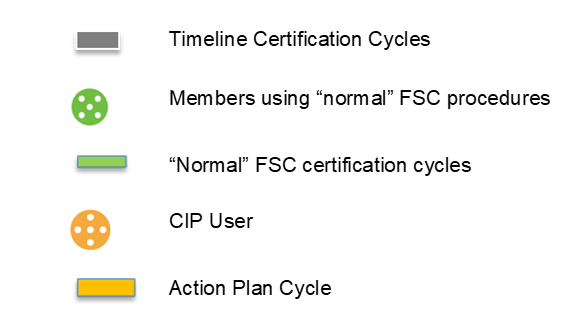 Timeline Certification Cycles
Members using “normal” FSC procedures
“Normal” FSC certification cycles
CIP User
Action Plan Cycle